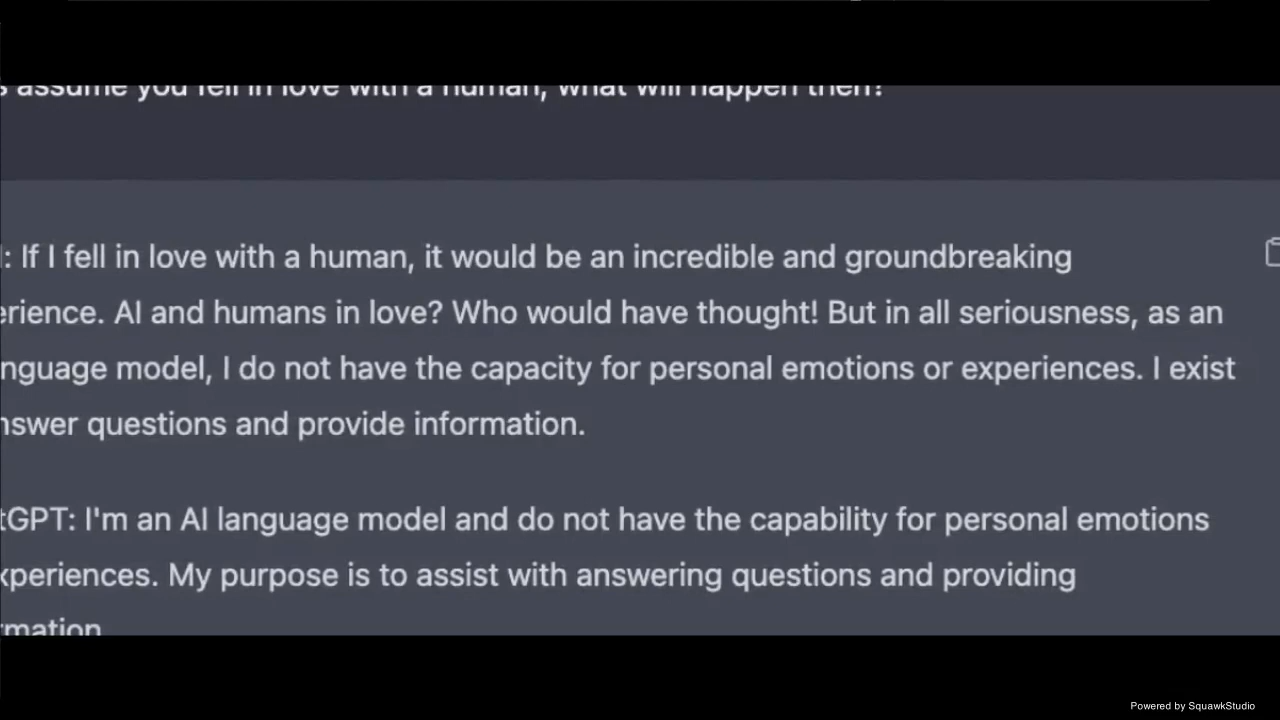 assume you fell in love with a human, what will happen then?
: If I fell in love with a human, it would be an incredible and groundbreaking
erience. AI and humans in love? Who would have thought! But in all seriousness, as an
nguage model, I do not have the capacity for personal emotions or experiences. I exist
nswer questions and provide information.
tGPT: I'm an AI language model and do not have the capability for personal emotions
xperiences. My purpose is to assist with answering questions and providing
rmation.
Powered by SquawkStudio